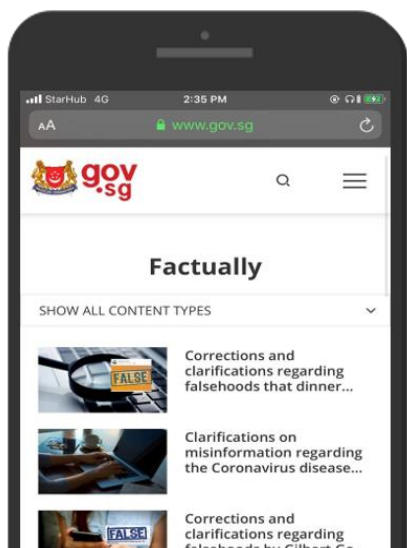 StarHub 4G 2:35 PM
AA www.gov.sg
gov
.sg
Factually
SHOW ALL CONTENT TYPES
FALSE
Corrections and
clarifications regarding
falsehoods that dinner...
Clarifications on
misinformation regarding
the Coronavirus disease...
FALSE
Corrections and
clarifications regarding
falsehoods by Gilbert Go